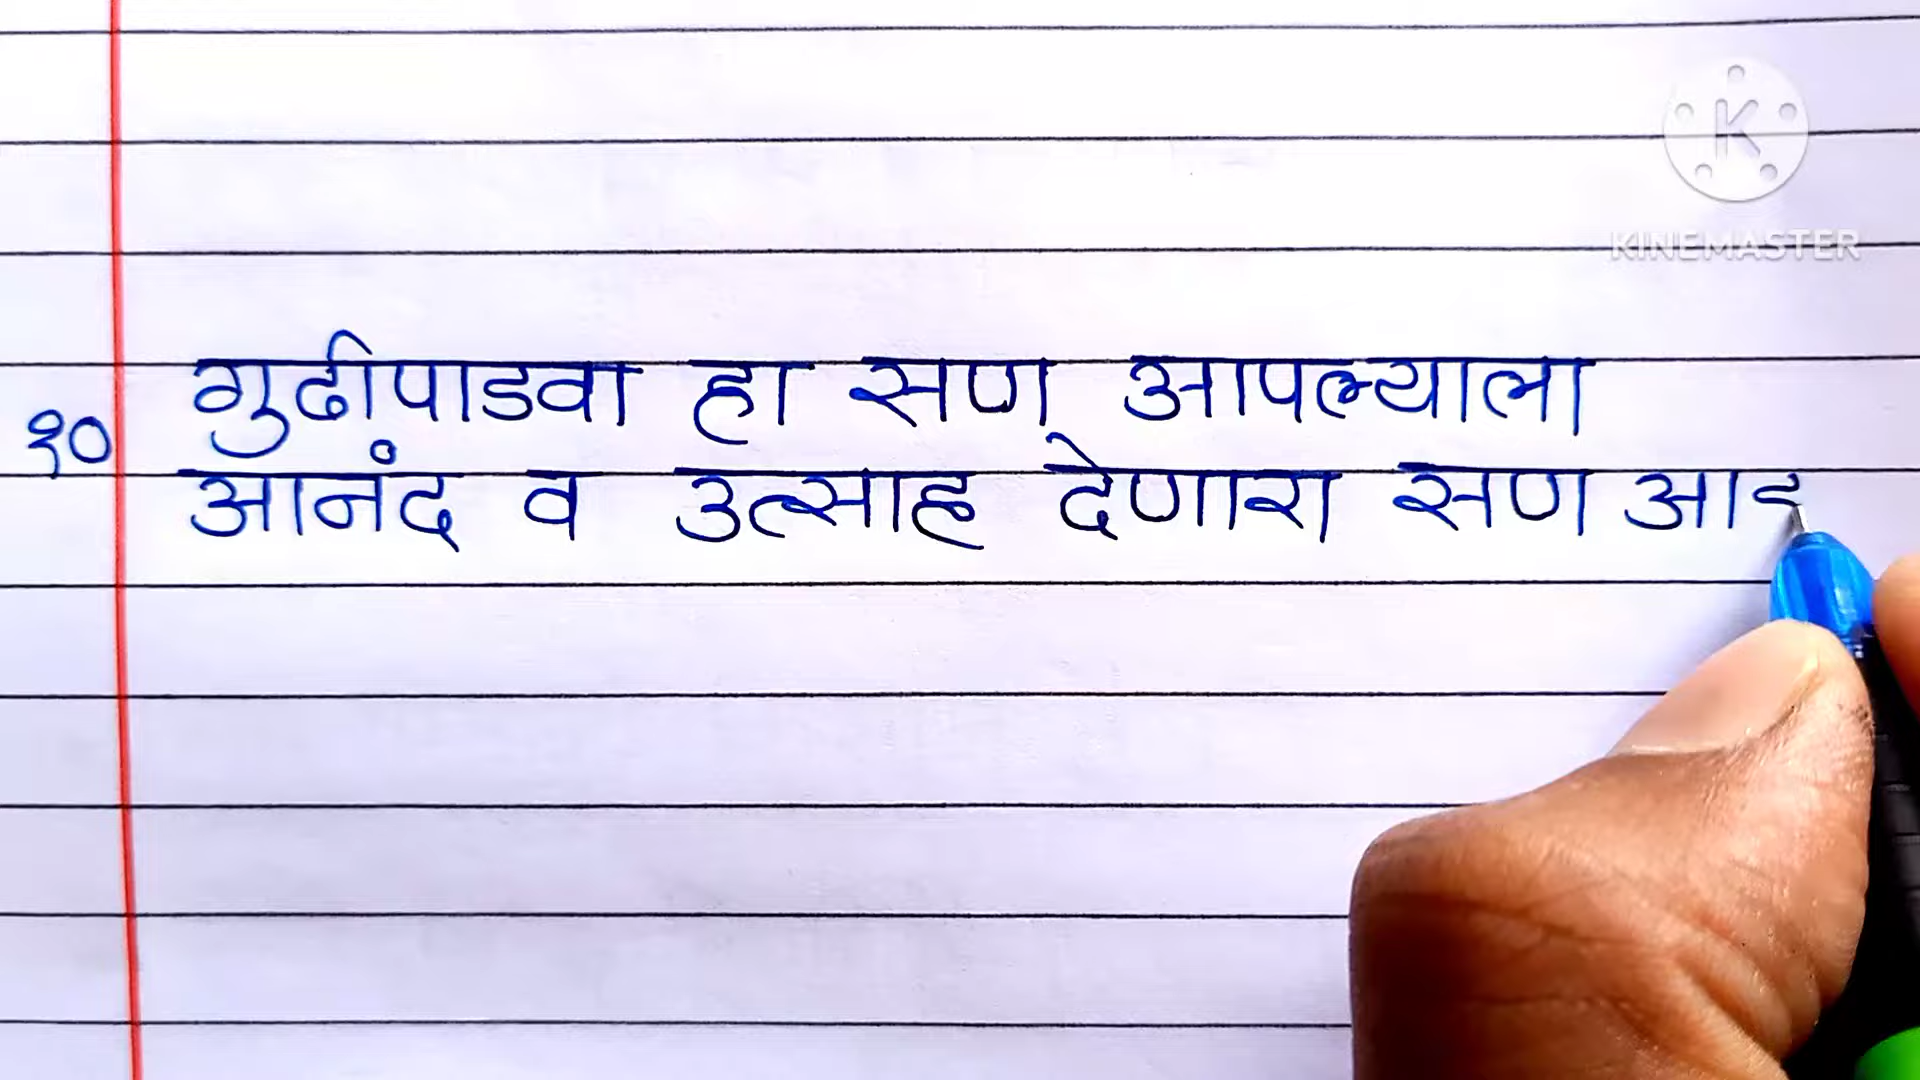 गुढीपाडवा हा सण आपल्याला
१० आनंद व उत्साह देणारा सण
KINEMASTER